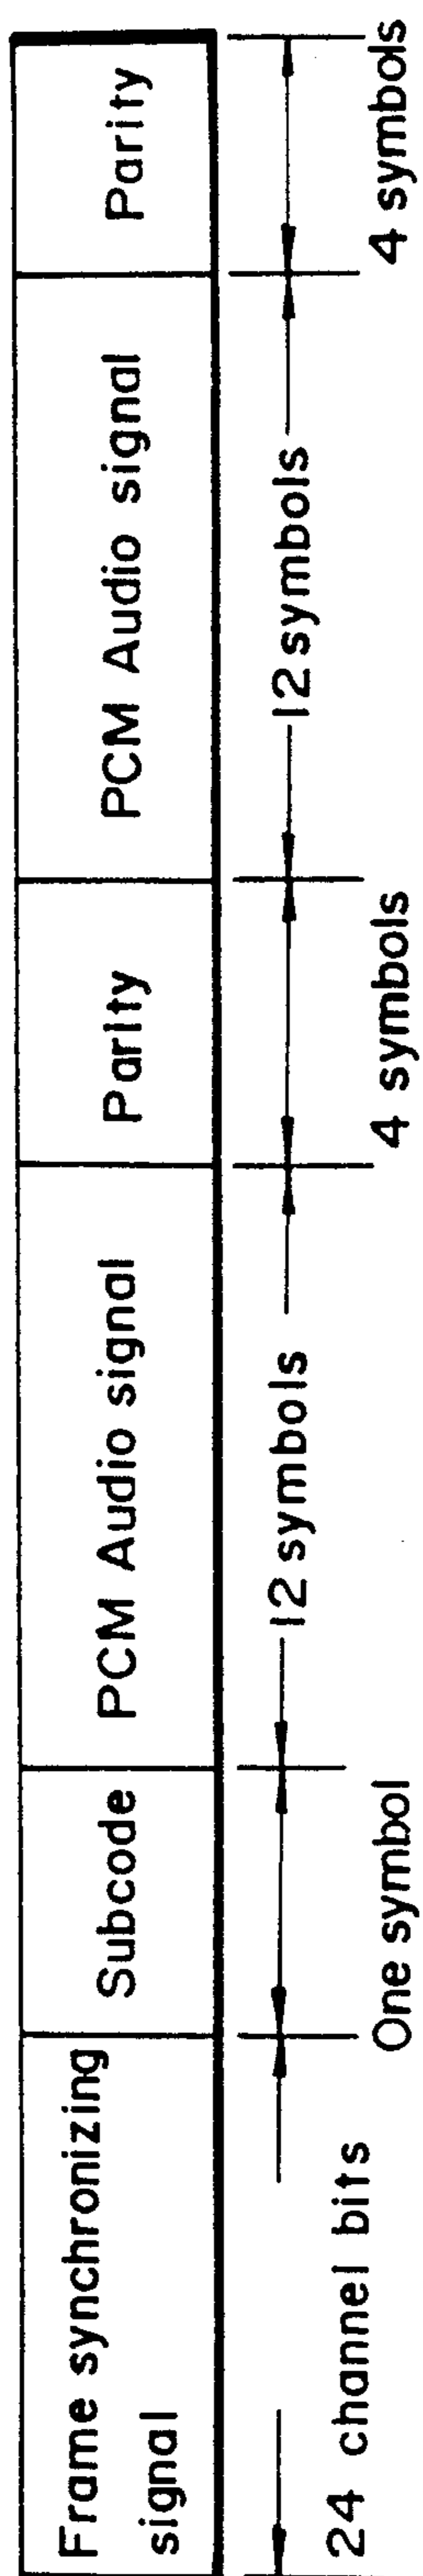 Frame synchronizing
signal
Subcode
PCM Audio signal
Parity
PCM Audio signal
Parity
24 channel bits
One symbol
12 symbols
4 symbols
12 symbols
4 symbols